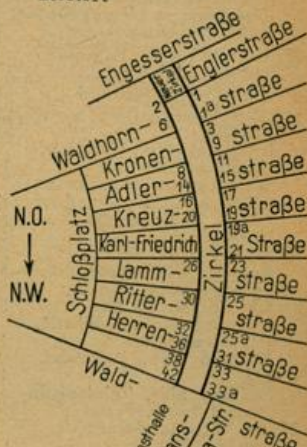 Engesserstraße
Englerstraße
2
1
Waldhorn-
6
1a straße
3
Kronen-
8
9 straße
Adler-
14
11
15 straße
16
Kreuz-
20
17
19 straße
N.O.
Karl-Friedrich
19a
21 Straße
N.W.
Schloßplatz
Zirkel
Lamm-
26
23
straße
Ritter-
30
25
straße
Herren-
32
36
38
25a
31 straße
Wald-
42
33
33a
straße
-Str.